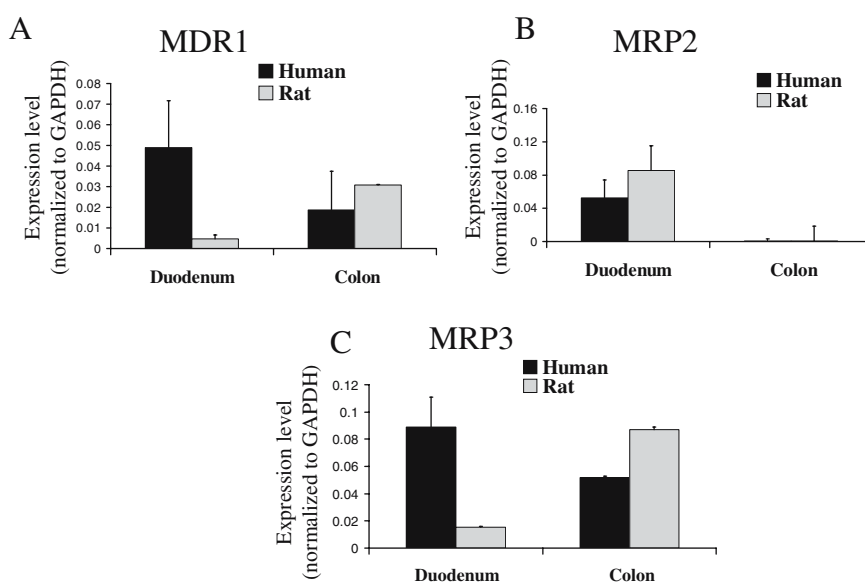 A
MDR1
Human
Rat
Expression level
(normalized to GAPDH)
0.08
0.07
0.06
0.05
0.04
0.03
0.02
0.01
0
Duodenum Colon
B
MRP2
Human
Rat
Expression level
(normalized to GAPDH)
0.16
0.12
0.08
0.04
0
Duodenum Colon
C
MRP3
Human
Rat
Expression level
(normalized to GAPDH)
0.12
0.1
0.08
0.06
0.04
0.02
0
Duodenum Colon